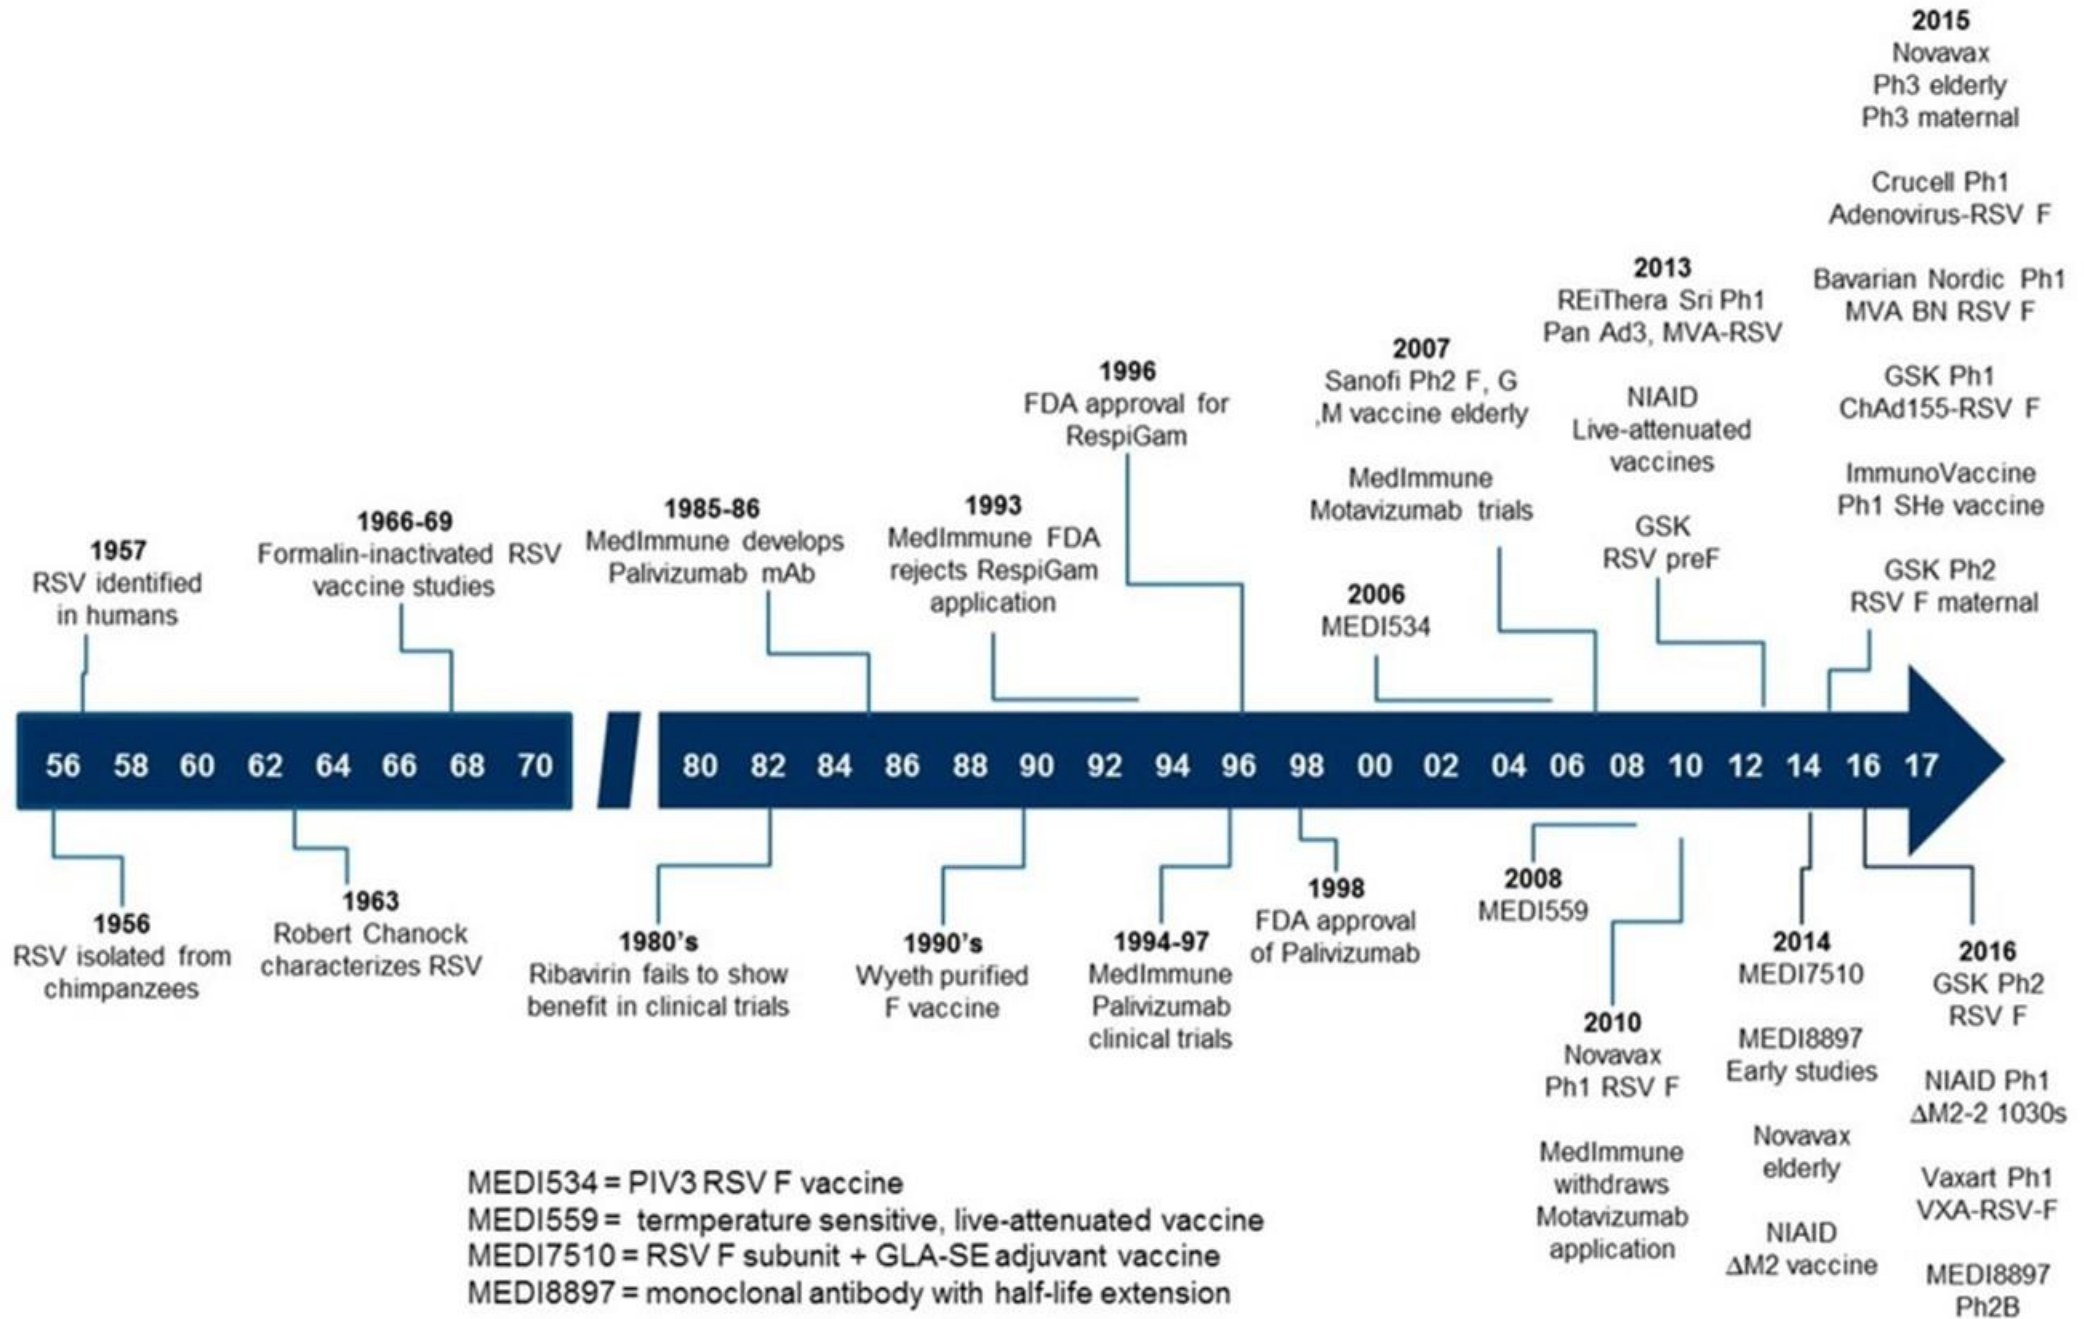 2015
Novavax
Ph3 elderly
Ph3 maternal
Crucell Ph1
Adenovirus-RSV F
Bavarian Nordic Ph1
MVA BN RSV F
GSK Ph1
ChAd155-RSV F
ImmunoVaccine
Ph1 SHe vaccine
GSK Ph2
RSV F maternal
2013
REiThera Sri Ph1
Pan Ad3, MVA-RSV
NIAID
Live-attenuated
vaccines
GSK
RSV preF
2007
Sanofi Ph2 F, G
,M vaccine elderly
MedImmune
Motavizumab trials
2006
MEDI534
1996
FDA approval for
RespiGam
1993
MedImmune FDA
rejects RespiGam
application
1985-86
MedImmune develops
Palivizumab mAb
1966-69
Formalin-inactivated RSV
vaccine studies
1957
RSV identified
in humans
56 58 60 62 64 66 68 70 80 82 84 86 88 90 92 94 96 98 00 02 04 06 08 10 12 14 16 17
1956
RSV isolated from
chimpanzees
1963
Robert Chanock
characterizes RSV
1980's
Ribavirin fails to show
benefit in clinical trials
1990's
Wyeth purified
F vaccine
1994-97
MedImmune
Palivizumab
clinical trials
1998
FDA approval
of Palivizumab
2008
MEDI559
2010
Novavax
Ph1 RSV F
MedImmune
withdraws
Motavizumab
application
2014
MEDI7510
MEDI8897
Early studies
Novavax
elderly
NIAID
ΔM2 vaccine
2016
GSK Ph2
RSV F
NIAID Ph1
ΔM2-2 1030s
Vaxart Ph1
VXA-RSV-F
MEDI8897
Ph2B
MEDI534 = PIV3 RSV F vaccine
MEDI559 = termperature sensitive, live-attenuated vaccine
MEDI7510 = RSV F subunit + GLA-SE adjuvant vaccine
MEDI8897 = monoclonal antibody with half-life extension